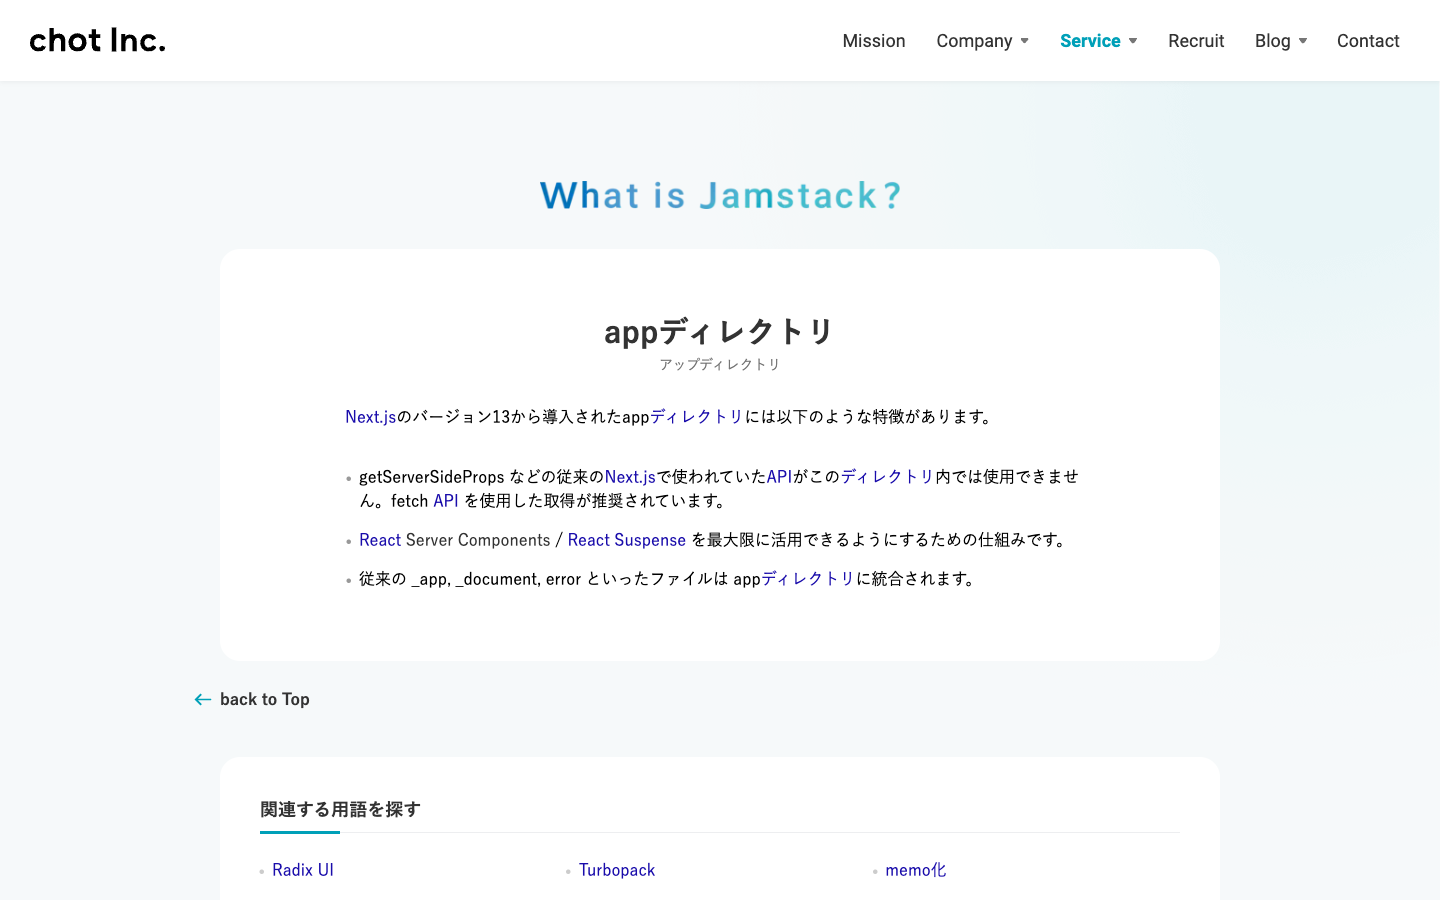 chot Inc.
Mission Company Service Recruit Blog Contact
What is Jamstack?
appディレクトリ
アップディレクトリ
Next.jsのバージョン13から導入されたappディレクトリには以下のような特徴があります。
getServerSideProps などの従来のNext.jsで使われていたAPIがこのディレクトリ内では使用できませ
ん。fetch API を使用した取得が推奨されています。
React Server Components / React Suspense を最大限に活用できるようにするための仕組みです。
従来の _app, _document, error といったファイルは appディレクトリに統合されます。
back to Top
関連する用語を探す
Radix UI Turbopack memo化